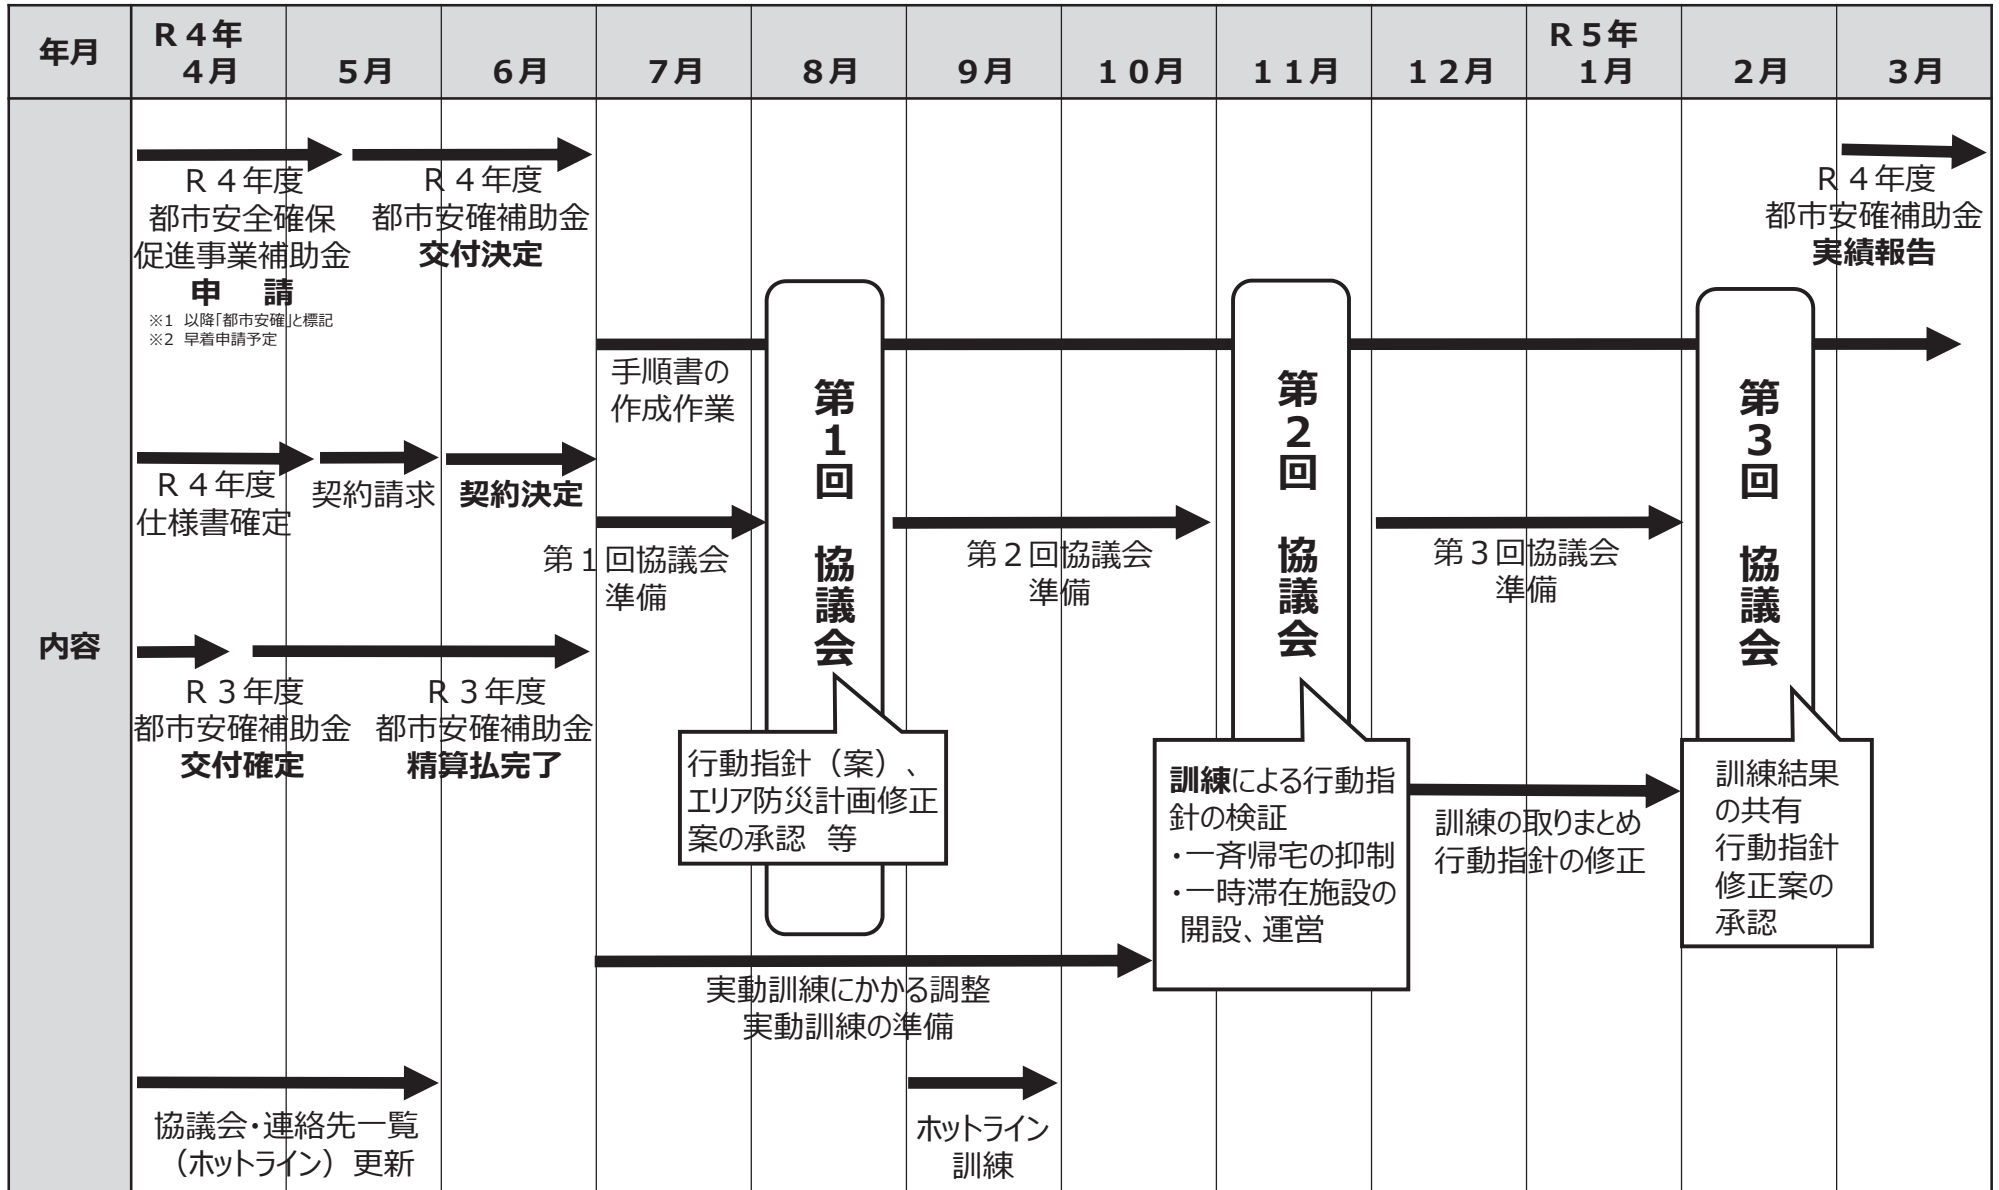 年月
R4年
4月
5月
6月
7月
8月
9月
10月
11月
12月
R5年
1月
2月
3月
内容
R4年度
都市安全確保
促進事業補助金
申　請
※1 以降「都市安確」と標記
※2 早着申請予定
R4年度
都市安確補助金
交付決定
R4年度
都市安確補助金
実績報告
手順書の
作成作業
R4年度
仕様書確定
契約請求
契約決定
第1回協議会
準備
第1回　協議会
第2回協議会
準備
第2回　協議会
第3回協議会
準備
第3回　協議会
R3年度
都市安確補助金
交付確定
R3年度
都市安確補助金
精算払完了
行動指針（案）、
エリア防災計画修正
案の承認　等
訓練による行動指
針の検証
・一斉帰宅の抑制
・一時滞在施設の
開設、運営
訓練の取りまとめ
行動指針の修正
訓練結果
の共有
行動指針
修正案の
承認
実動訓練にかかる調整
実動訓練の準備
協議会・連絡先一覧
（ホットライン）更新
ホットライン
訓練